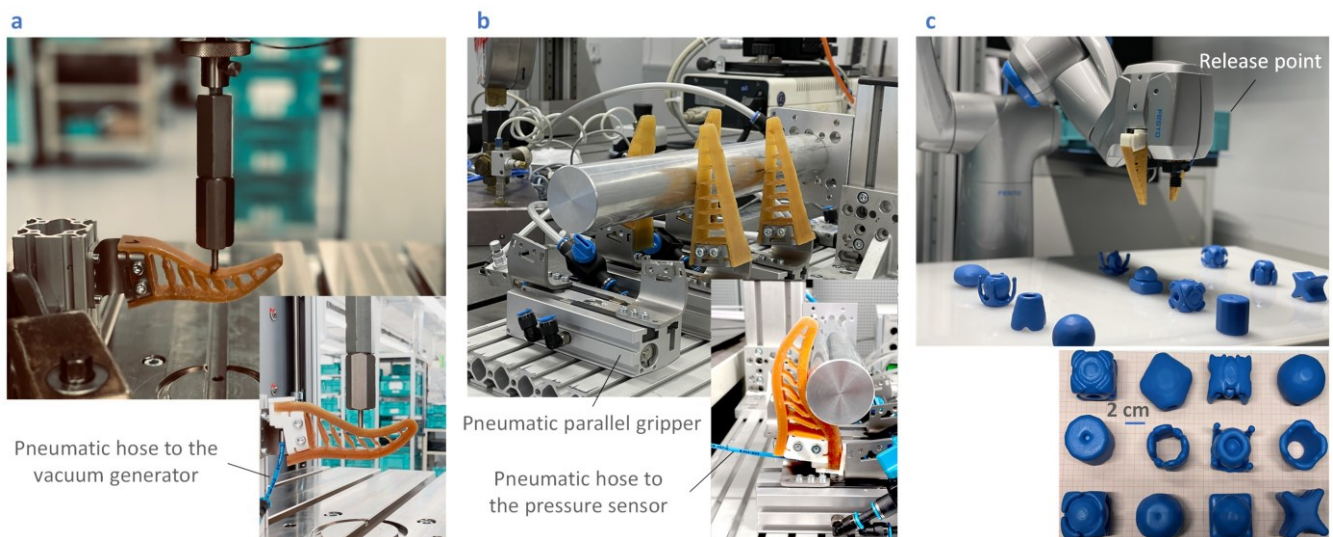 a
b
c
Release point
FESTO
FESTO
Pneumatic hose to the
vacuum generator
Pneumatic parallel gripper
Pneumatic hose to
the pressure sensor
2 cm